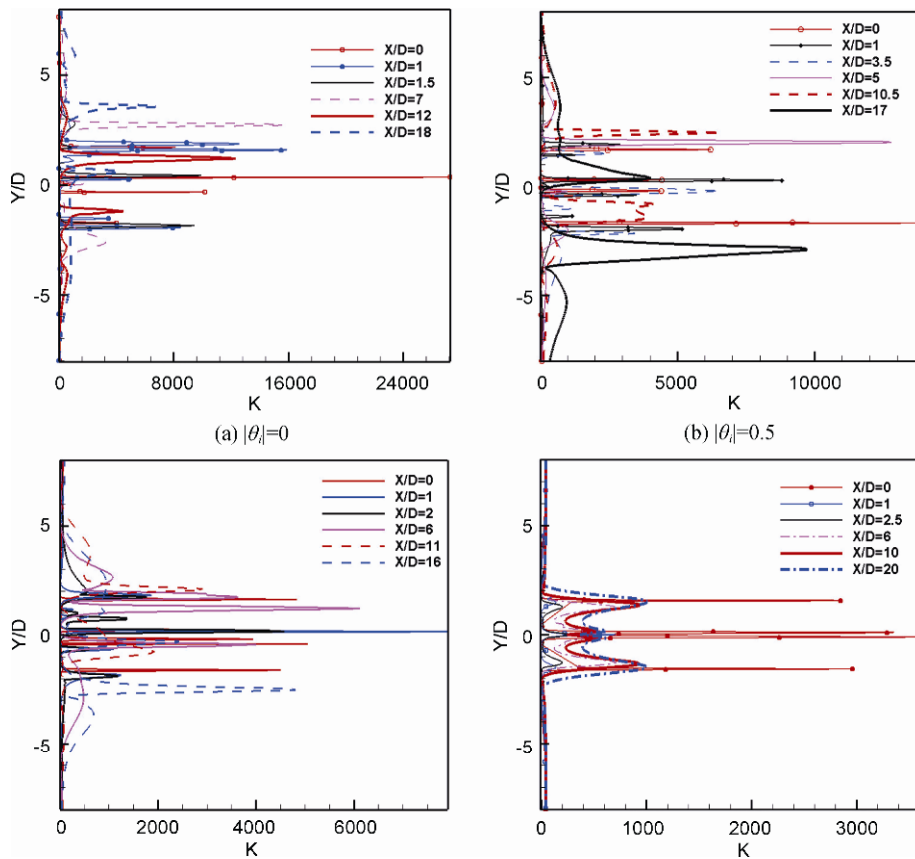 X/D=0
X/D=1
X/D=1.5
X/D=7
X/D=12
X/D=18
Y/D
5
0
-5
0 8000 16000 24000
K
(a) |θi|=0
X/D=0
X/D=1
X/D=3.5
X/D=5
X/D=10.5
X/D=17
Y/D
5
0
-5
0 5000 10000
K
(b) |θi|=0.5
X/D=0
X/D=1
X/D=2
X/D=6
X/D=11
X/D=16
Y/D
5
0
-5
0 2000 4000 6000
K
X/D=0
X/D=1
X/D=2.5
X/D=6
X/D=10
X/D=20
Y/D
5
0
-5
0 1000 2000 3000
K